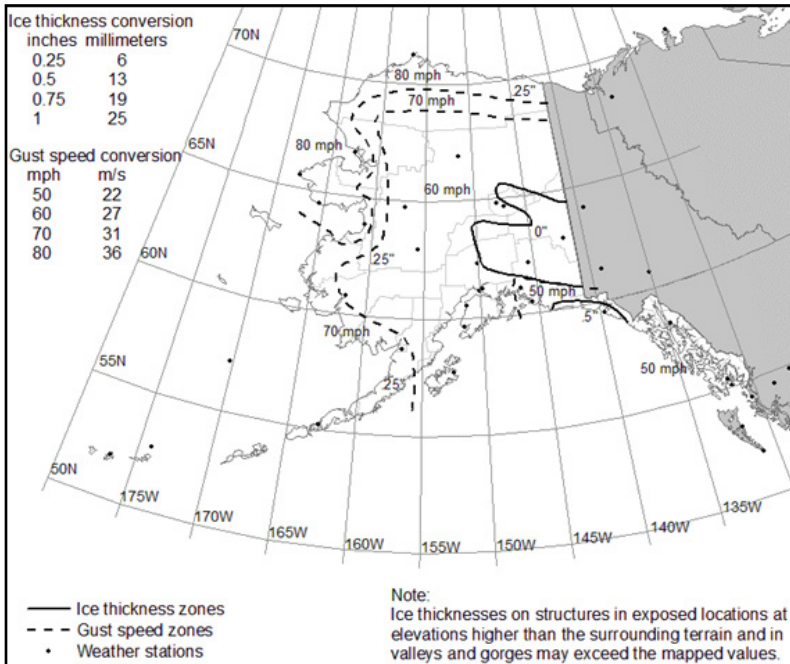 Ice thickness conversion
inches millimeters
0.25 6
0.5 13
0.75 19
1 25
Gust speed conversion
mph m/s
50 22
60 27
70 31
80 36
70N
65N
60N
55N
50N
80 mph
.25"
70 mph
80 mph
60 mph
0"
.25"
50 mph
70 mph
.5"
50 mph
.25"
175W
170W
165W
160W
155W
150W
145W
140W
135W
Ice thickness zones
Gust speed zones
Weather stations
Note:
Ice thicknesses on structures in exposed locations at
elevations higher than the surrounding terrain and in
valleys and gorges may exceed the mapped values.